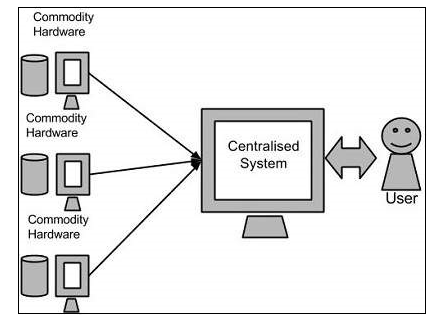 Commodity
Hardware
Commodity
Hardware
Commodity
Hardware
Centralised
System
User